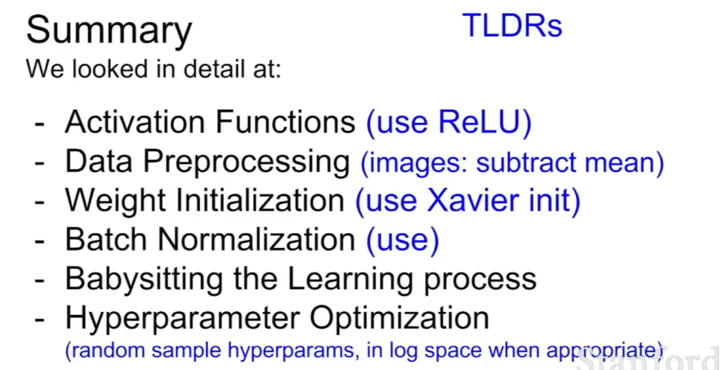 Summary
TLDRs
We looked in detail at:
- Activation Functions (use ReLU)
- Data Preprocessing (images: subtract mean)
- Weight Initialization (use Xavier init)
- Batch Normalization (use)
- Babysitting the Learning process
- Hyperparameter Optimization
(random sample hyperparams, in log space when appropriate)
Stanford